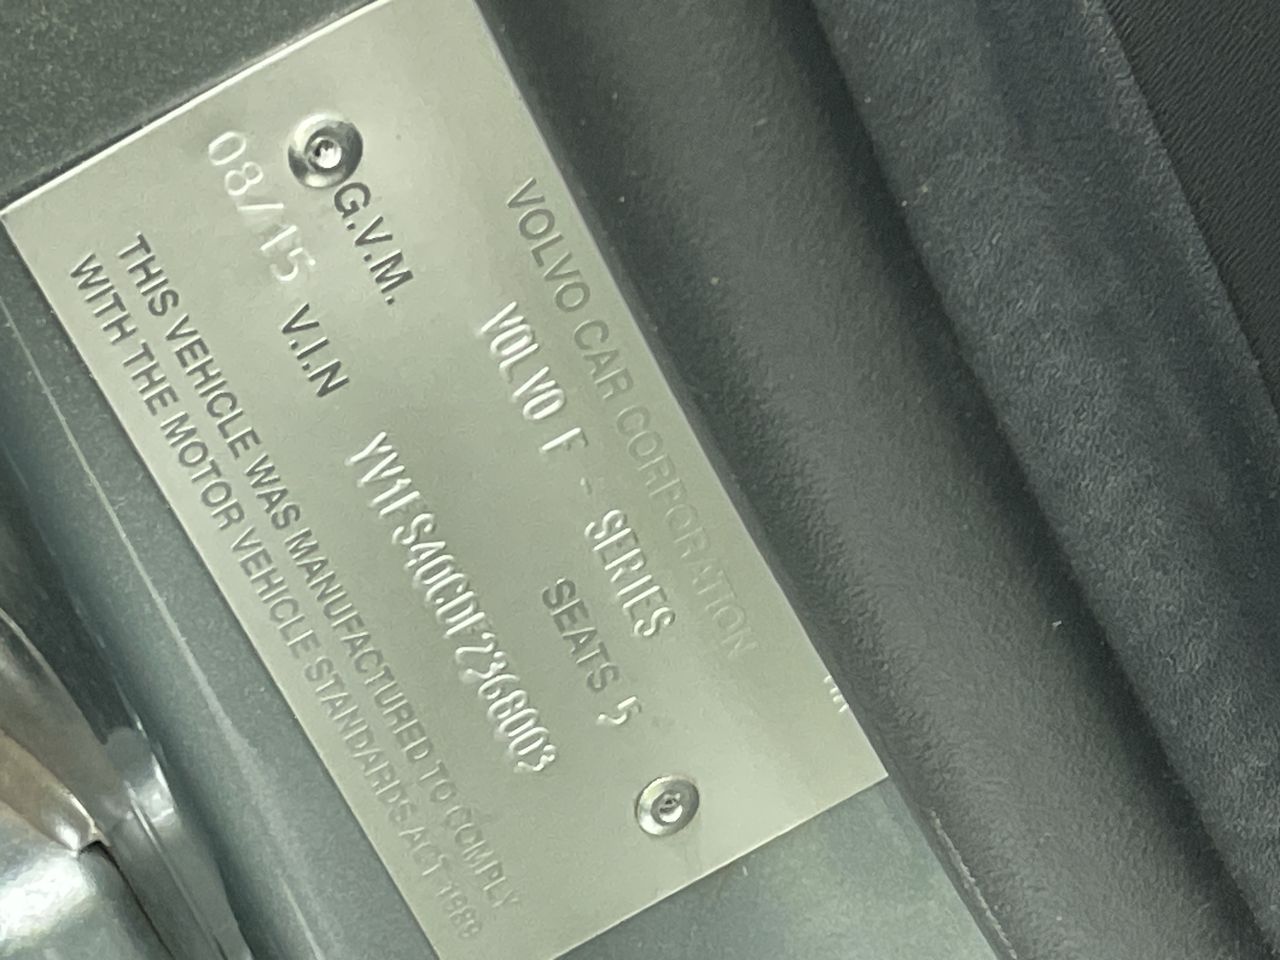 VOLVO CAR CORPORATION
VOLVO F - SERIES
SEATS 5
G.V.M.
08/15 V.I.N YV1FS40CDF2368003
THIS VEHICLE WAS MANUFACTURED TO COMPLY
WITH THE MOTOR VEHICLE STANDARDS ACT 1989